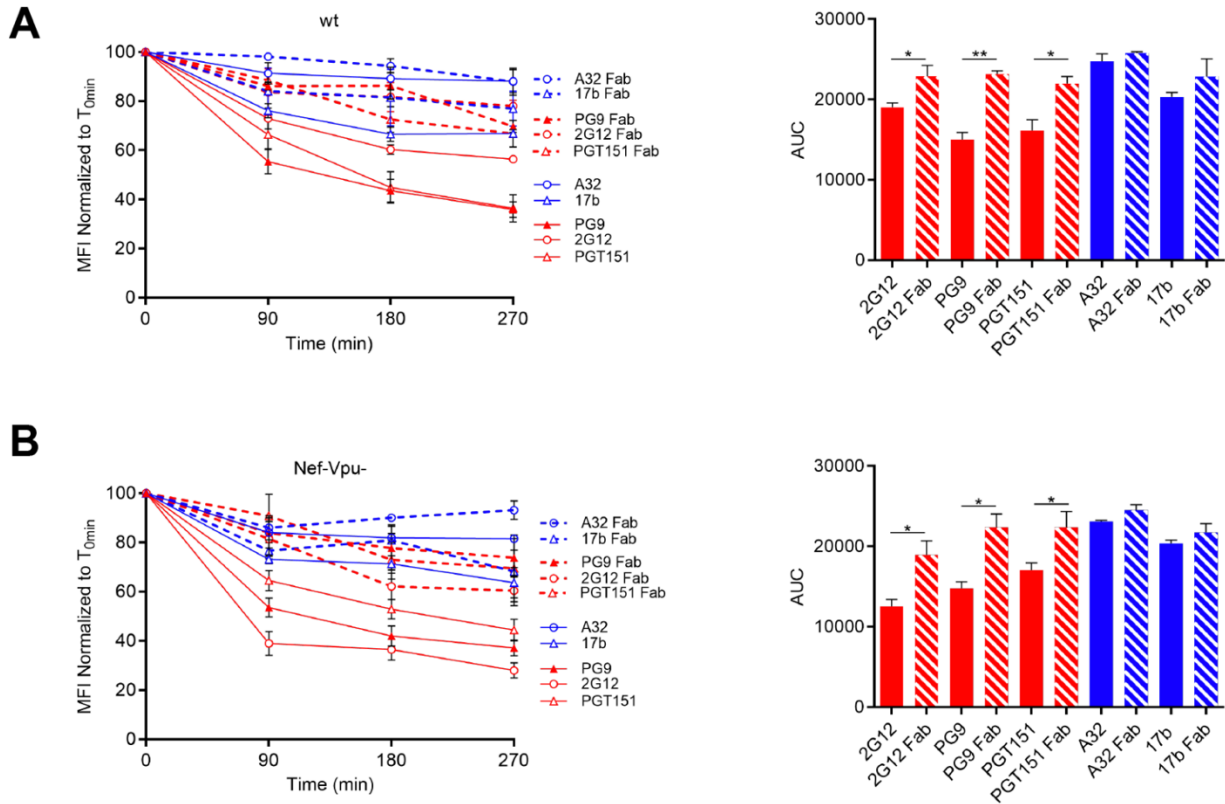 A
wt
MFI Normalized to T0min
100
80
60
40
20
0
0 90 180 270
Time (min)
A32 Fab
17b Fab
PG9 Fab
2G12 Fab
PGT151 Fab
A32
17b
PG9
2G12
PGT151
AUC
30000
20000
10000
0
* ** *
2G12
2G12 Fab
PG9
PG9 Fab
PGT151
PGT151 Fab
A32
A32 Fab
17b
17b Fab
B
Nef-Vpu-
MFI Normalized to T0min
100
80
60
40
20
0
0 90 180 270
Time (min)
A32 Fab
17b Fab
PG9 Fab
2G12 Fab
PGT151 Fab
A32
17b
PG9
2G12
PGT151
AUC
30000
20000
10000
0
* * *
2G12
2G12 Fab
PG9
PG9 Fab
PGT151
PGT151 Fab
A32
A32 Fab
17b
17b Fab